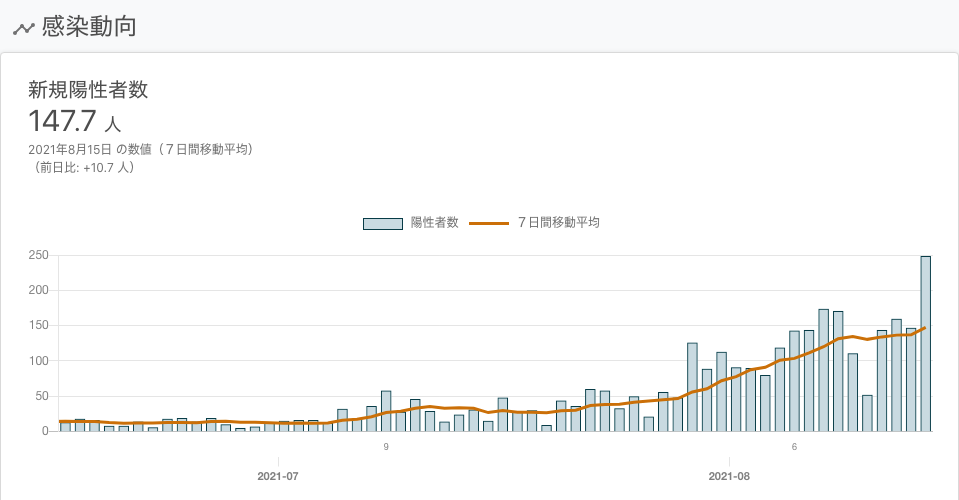 感染動向
新規陽性者数
147.7 人
2021年8月15日 の数値（７日間移動平均）
（前日比: +10.7 人）
陽性者数 ７日間移動平均
250
200
150
100
50
0
9 6
2021-07 2021-08